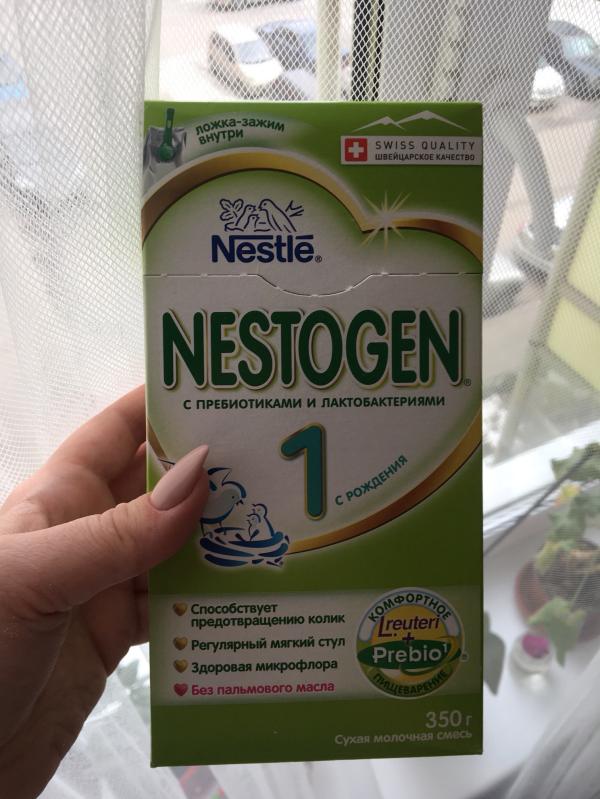 ложка-зажим
внутри
SWISS QUALITY
ШВЕЙЦАРСКОЕ КАЧЕСТВО
Nestlé®
NESTOGEN®
С ПРЕБИОТИКАМИ И ЛАКТОБАКТЕРИЯМИ
1
С РОЖДЕНИЯ
Способствует
предотвращению колик
Регулярный мягкий стул
Здоровая микрофлора
Без пальмового масла
КОМФОРТНОЕ
L.reuteri
+
Prebio¹®
ПИЩЕВАРЕНИЕ
350 г
Сухая молочная смесь